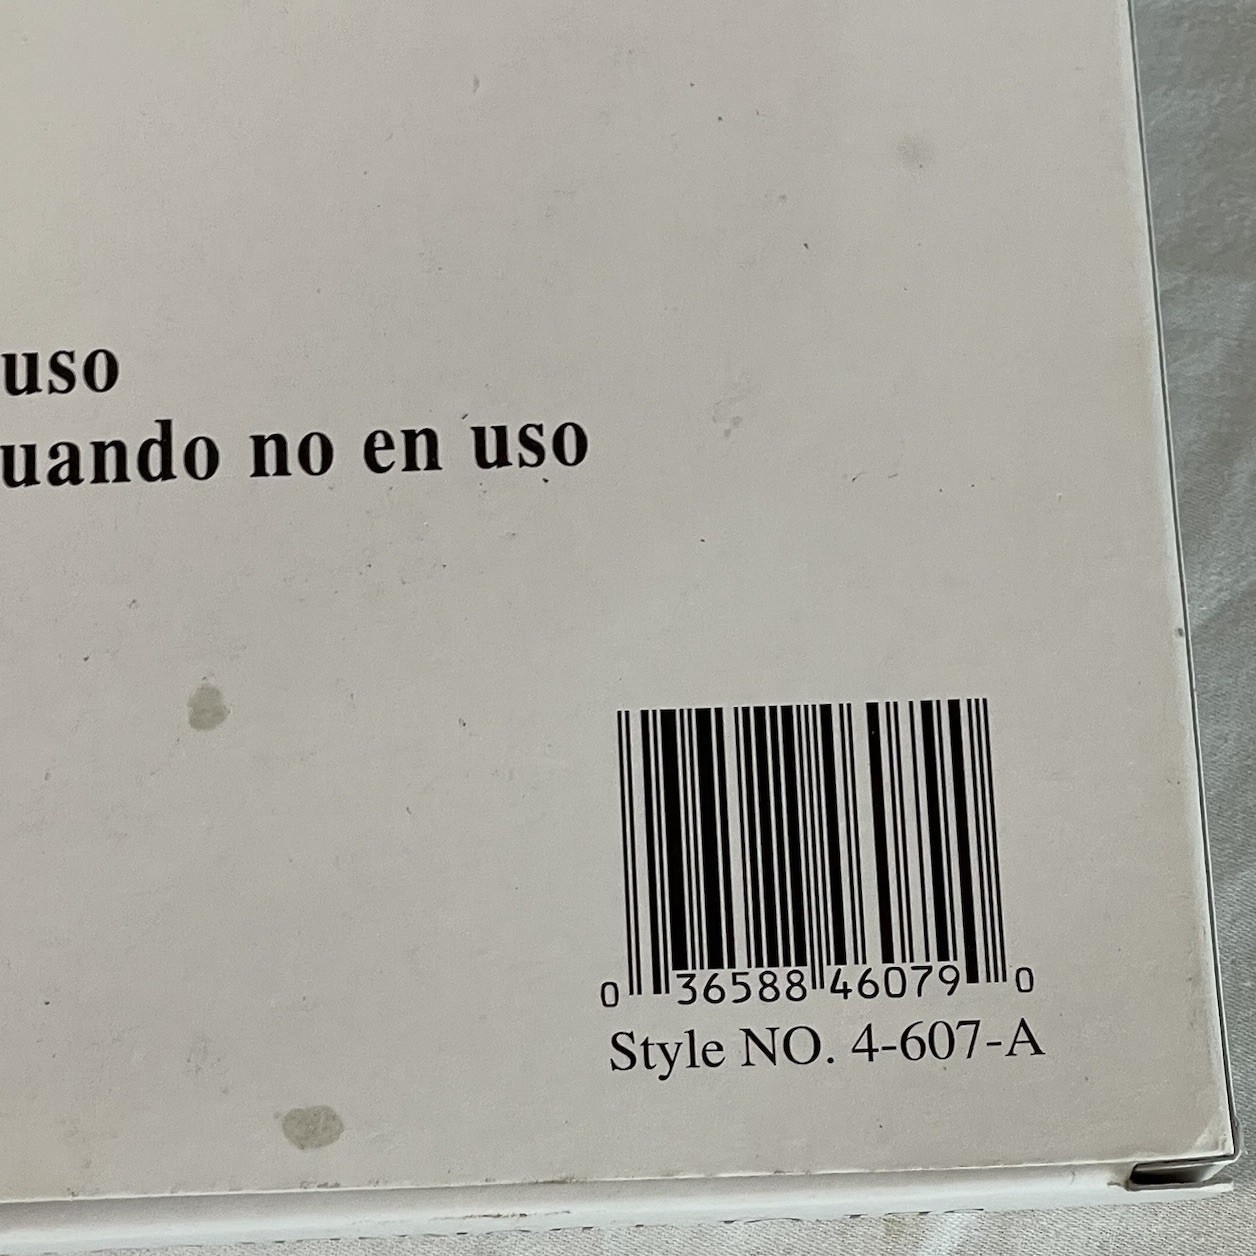 uso
uando no en uso
0 36588 46079 0
Style NO. 4-607-A